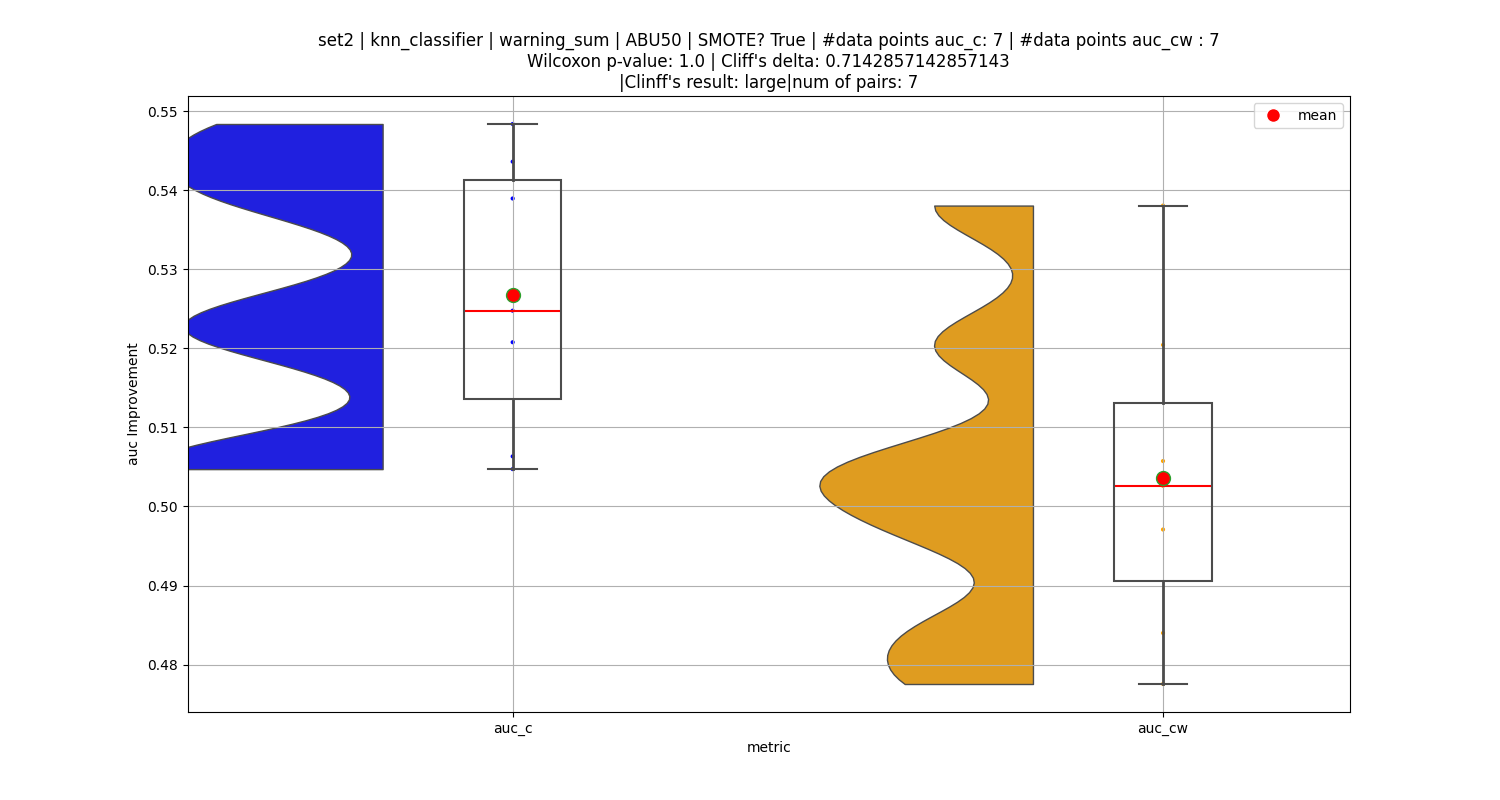 set2 | knn_classifier | warning_sum | ABU50 | SMOTE? True | #data points auc_c: 7 | #data points auc_cw : 7
Wilcoxon p-value: 1.0 | Cliff's delta: 0.7142857142857143
|Clinff's result: large|num of pairs: 7
mean
0.55
0.54
0.53
0.52
0.51
0.50
0.49
0.48
auc Improvement
auc_c
auc_cw
metric